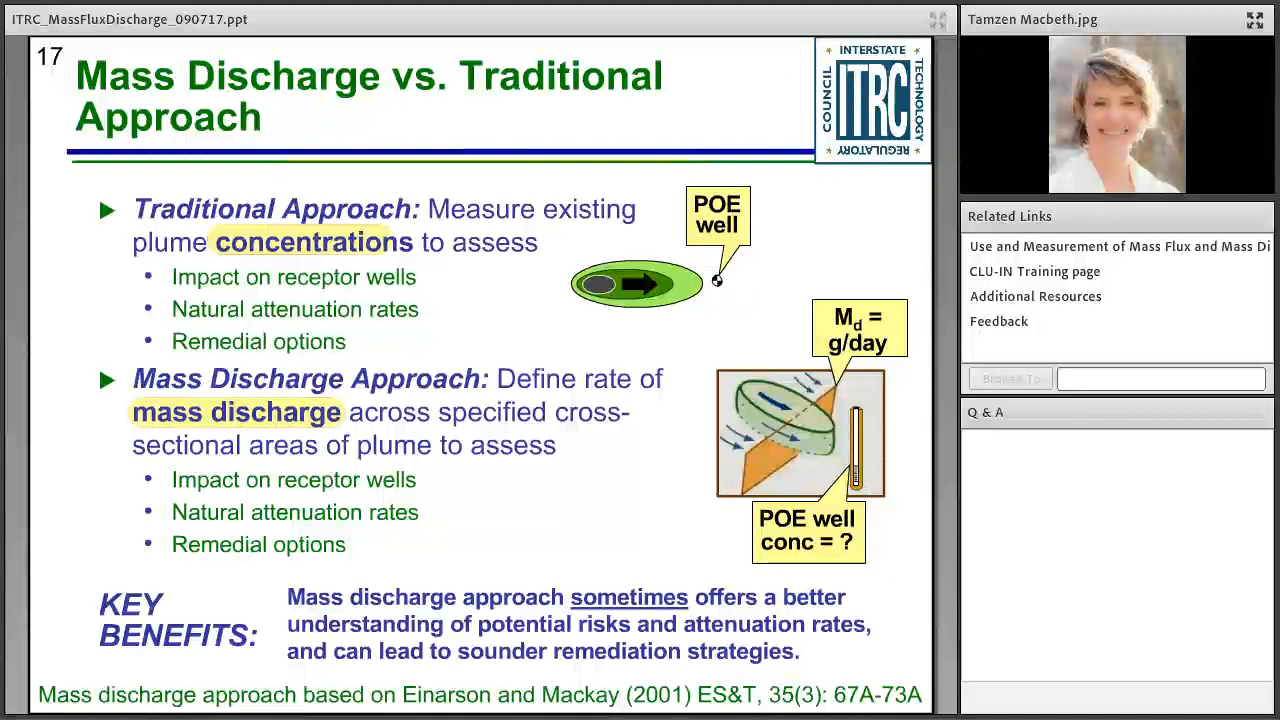 ITRC_MassFluxDischarge_090717.ppt
17
Mass Discharge vs. Traditional
Approach
INTERSTATE
COUNCIL
ITRC
TECHNOLOGY
REGULATORY
Traditional Approach: Measure existing
plume concentrations to assess
Impact on receptor wells
Natural attenuation rates
Remedial options
POE
well
Mass Discharge Approach: Define rate of
mass discharge across specified cross-
sectional areas of plume to assess
Impact on receptor wells
Natural attenuation rates
Remedial options
Md =
g/day
POE well
conc = ?
KEY
BENEFITS:
Mass discharge approach sometimes offers a better
understanding of potential risks and attenuation rates,
and can lead to sounder remediation strategies.
Mass discharge approach based on Einarson and Mackay (2001) ES&T, 35(3): 67A-73A
Tamzen Macbeth.jpg
Related Links
Use and Measurement of Mass Flux and Mass Di
CLU-IN Training page
Additional Resources
Feedback
Browse To
Q & A